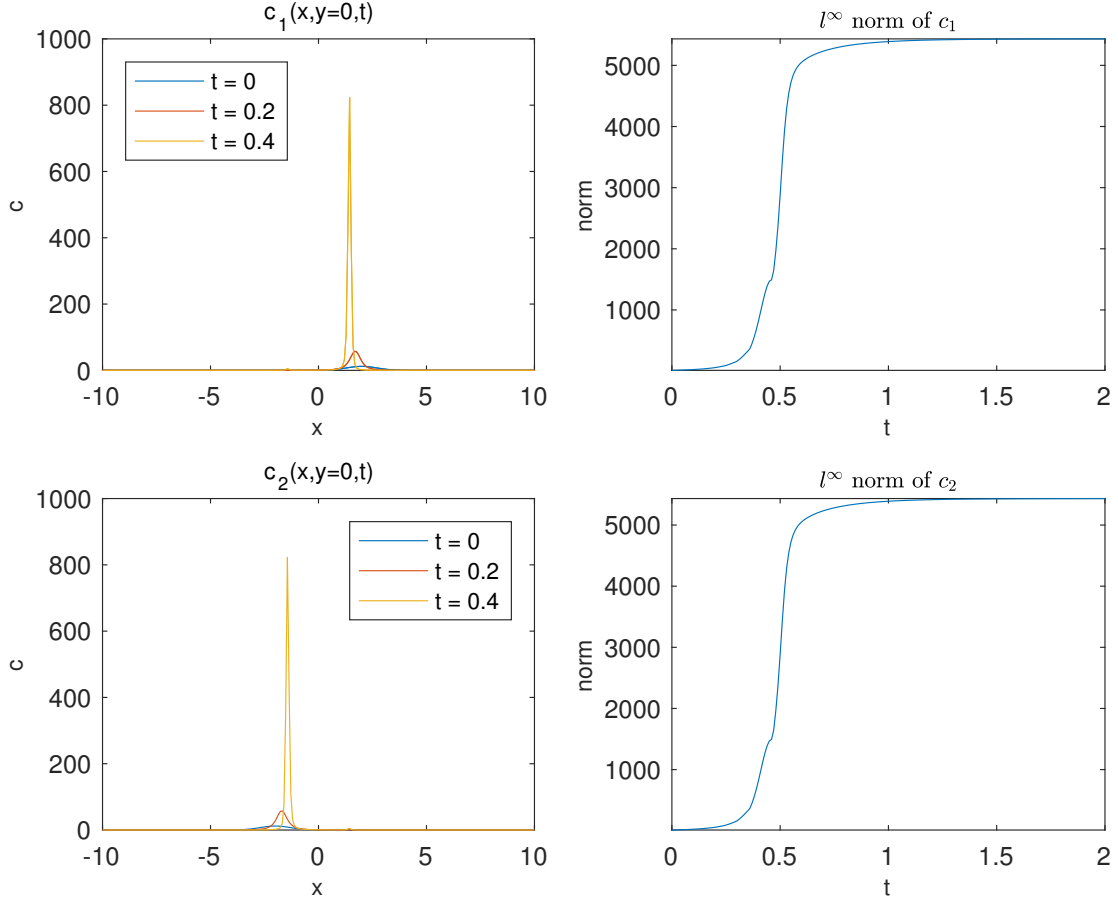 c₁(x,y=0,t)
1000
800
600
400
200
0
c
t = 0
t = 0.2
t = 0.4
-10 -5 0 5 10
x
l∞ norm of c₁
5000
4000
3000
2000
1000
norm
0 0.5 1 1.5 2
t
c₂(x,y=0,t)
1000
800
600
400
200
0
c
t = 0
t = 0.2
t = 0.4
-10 -5 0 5 10
x
l∞ norm of c₂
5000
4000
3000
2000
1000
norm
0 0.5 1 1.5 2
t